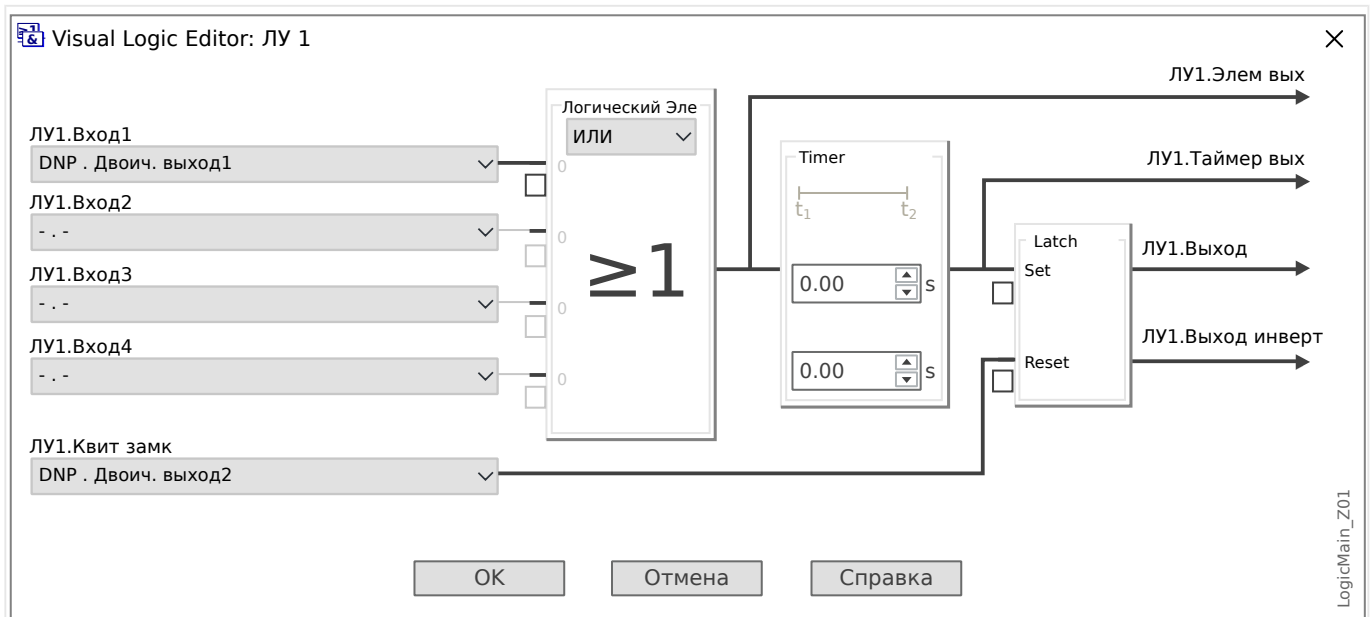 ≥1
&
Visual Logic Editor: ЛУ 1
ЛУ1.Элем вых
Логический Эле
ИЛИ
ЛУ1.Вход1
DNP . Двоич. выход1
0
Timer
t1
t2
ЛУ1.Таймер вых
ЛУ1.Вход2
- . -
0
≥1
Latch
Set
ЛУ1.Выход
ЛУ1.Вход3
- . -
0
0.00
s
ЛУ1.Выход инверт
ЛУ1.Вход4
- . -
0
0.00
s
Reset
ЛУ1.Квит замк
DNP . Двоич. выход2
OK
Отмена
Справка
LogicMain_Z01